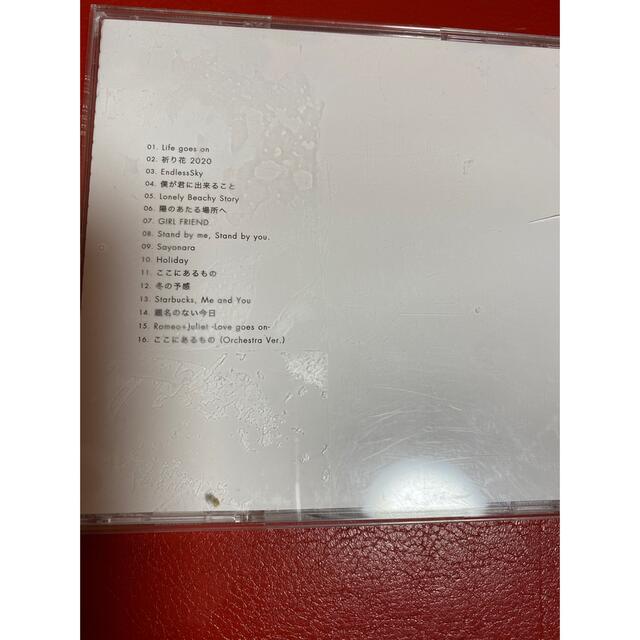 01. Life goes on
02. 祈り花 2020
03. EndlessSky
04. 僕が君に出来ること
05. Lonely Beachy Story
06. 陽のあたる場所へ
07. GIRL FRIEND
08. Stand by me, Stand by you.
09. Sayonara
10. Holiday
11. ここにあるもの
12. 冬の予感
13. Starbucks, Me and You
14. 題名のない今日
15. Romeo+Juliet -Love goes on-
16. ここにあるもの (Orchestra Ver.)